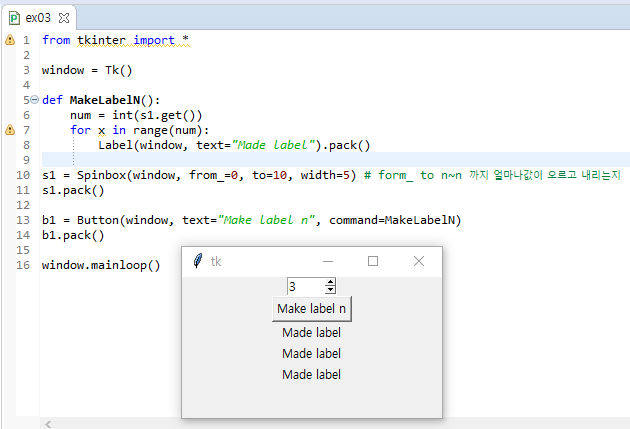 ex03
1 from tkinter import *
2
3 window = Tk()
4
5 def MakeLabelN():
6 num = int(s1.get())
7 for x in range(num):
8 Label(window, text="Made label").pack()
9
10 s1 = Spinbox(window, from_=0, to=10, width=5) # form_ to n~n 까지 얼마나값이 오르고 내리는지
11 s1.pack()
12
13 b1 = Button(window, text="Make label n", command=MakeLabelN)
14 b1.pack()
15
16 window.mainloop()
tk
3
Make label n
Made label
Made label
Made label